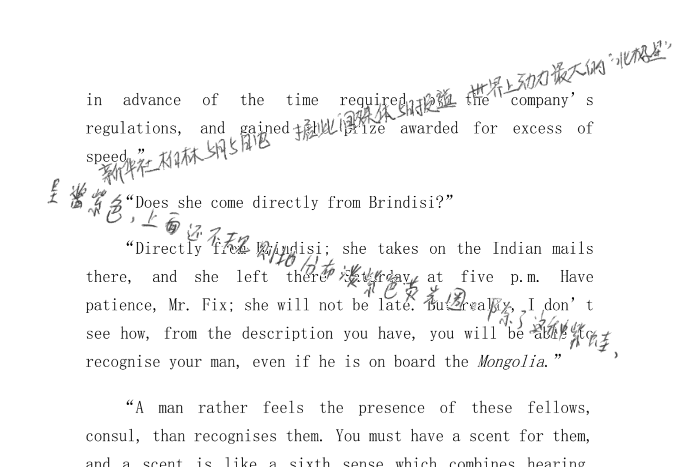 in advance of the time required the company’s
regulations, and gained the prize awarded for excess of
speed.”
新华社柏林5月5日电 据此间媒体5日报道 世界上动力最大的“北极星”
“Does she come directly from Brindisi?”
呈 紫色，上面还不规则地分布淡紫色黄花 。除了这种紫
“Directly from Brindisi; she takes on the Indian mails
there, and she left there Saturday at five p.m. Have
patience, Mr. Fix; she will not be late. But really, I don’t
see how, from the description you have, you will be able to
recognise your man, even if he is on board the Mongolia.”
“A man rather feels the presence of these fellows,
consul, than recognises them. You must have a scent for them,
and a scent is like a sixth sense which combines hearing,